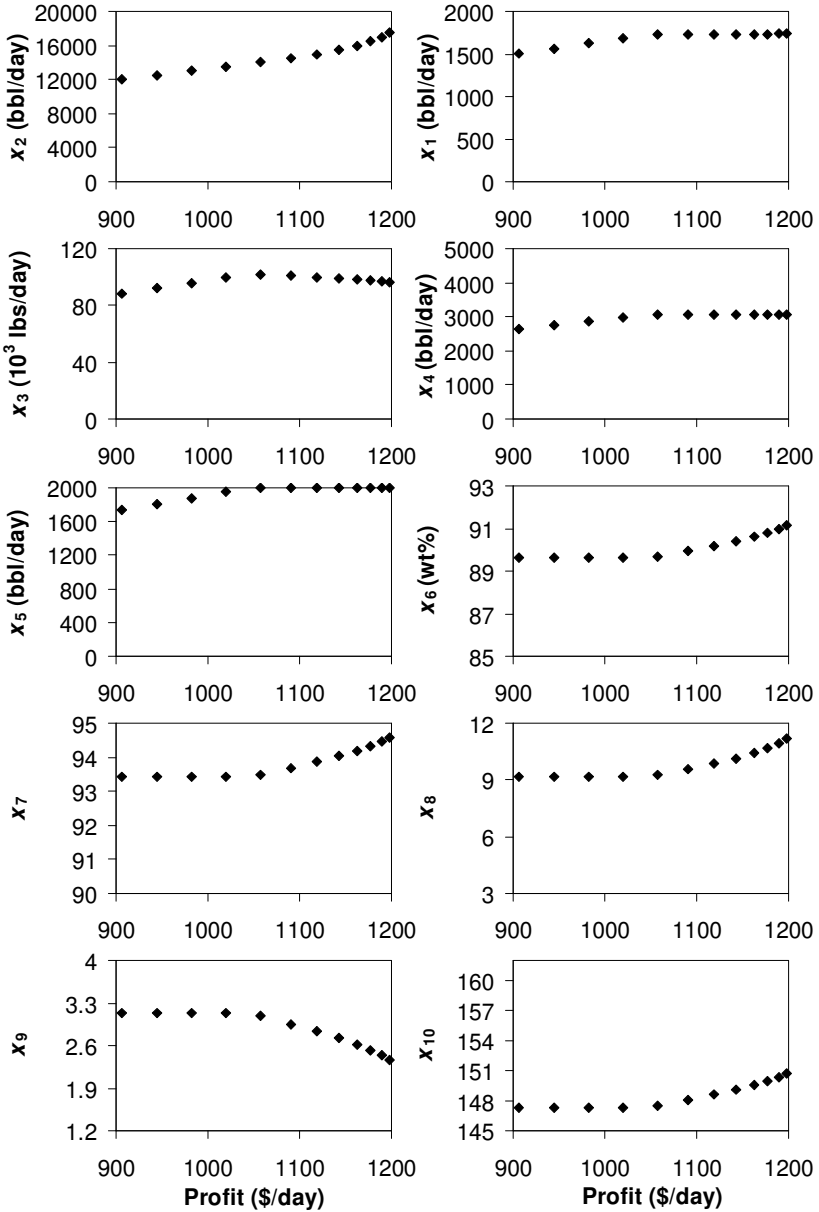 20000
16000
12000
8000
4000
0
x2 (bbl/day)
900 1000 1100 1200
2000
1500
1000
500
0
x1 (bbl/day)
900 1000 1100 1200
120
80
40
0
x3 (10³ lbs/day)
900 1000 1100 1200
5000
4000
3000
2000
1000
0
x4 (bbl/day)
900 1000 1100 1200
2000
1600
1200
800
400
0
x5 (bbl/day)
900 1000 1100 1200
93
91
89
87
85
x6 (wt%)
900 1000 1100 1200
95
94
93
92
91
90
x7
900 1000 1100 1200
12
9
6
3
x8
900 1000 1100 1200
4
3.3
2.6
1.9
1.2
x9
900 1000 1100 1200
Profit ($/day)
160
157
154
151
148
145
x10
900 1000 1100 1200
Profit ($/day)